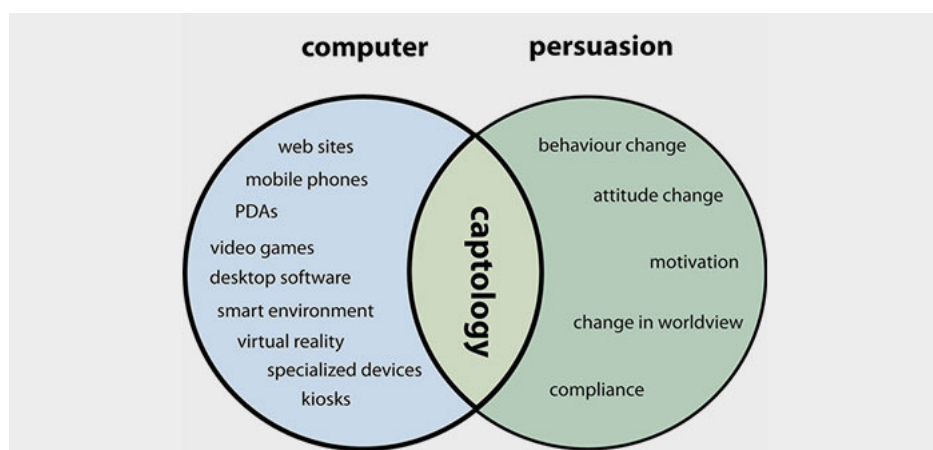 computer
persuasion
web sites
mobile phones
PDAs
video games
desktop software
smart environment
virtual reality
specialized devices
kiosks
captology
behaviour change
attitude change
motivation
change in worldview
compliance